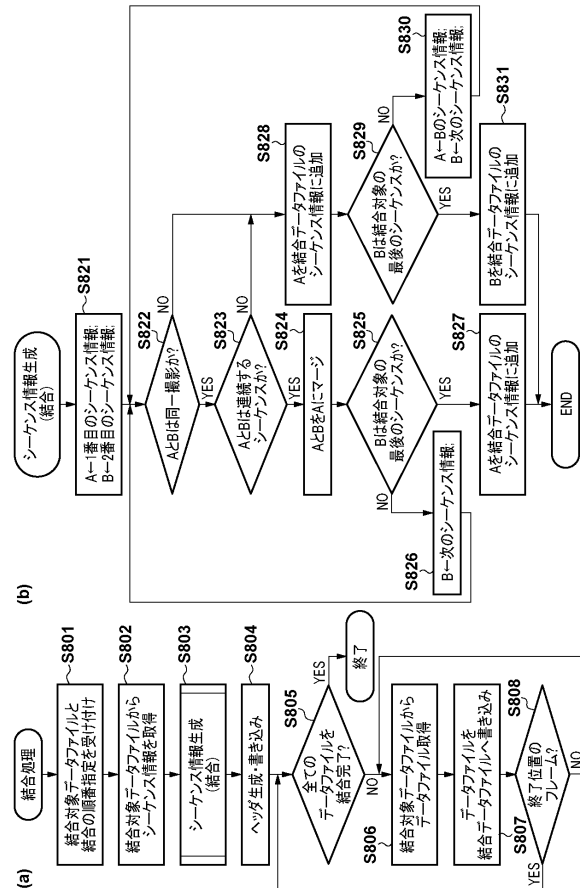 (a)
結合処理
S801
結合対象データファイルと
結合の順番指定を受け付け
S802
結合対象データファイルから
シーケンス情報を取得
S803
シーケンス情報生成
(結合)
S804
ヘッダ生成・書き込み
S805
全ての
データファイルを
結合完了?
YES
終了
NO
S806
結合対象データファイルから
データファイル取得
データファイルを
結合データファイルへ書き込み
S807
S808
終了位置の
フレーム?
YES
NO
(b)
シーケンス情報生成
(結合)
S821
A←1番目のシーケンス情報;
B←2番目のシーケンス情報;
S822
AとBは同一撮影か?
NO
YES
S823
AとBは連続する
シーケンスか?
NO
YES
S824
AとBをAにマージ
S825
Bは結合対象の
最後のシーケンスか?
NO
YES
S826
B←次のシーケンス情報;
S827
Aを結合データファイルの
シーケンス情報に追加
S828
Aを結合データファイルの
シーケンス情報に追加
S829
Bは結合対象の
最後のシーケンスか?
NO
YES
S830
A←Bのシーケンス情報;
B←次のシーケンス情報;
S831
Bを結合データファイルの
シーケンス情報に追加
END